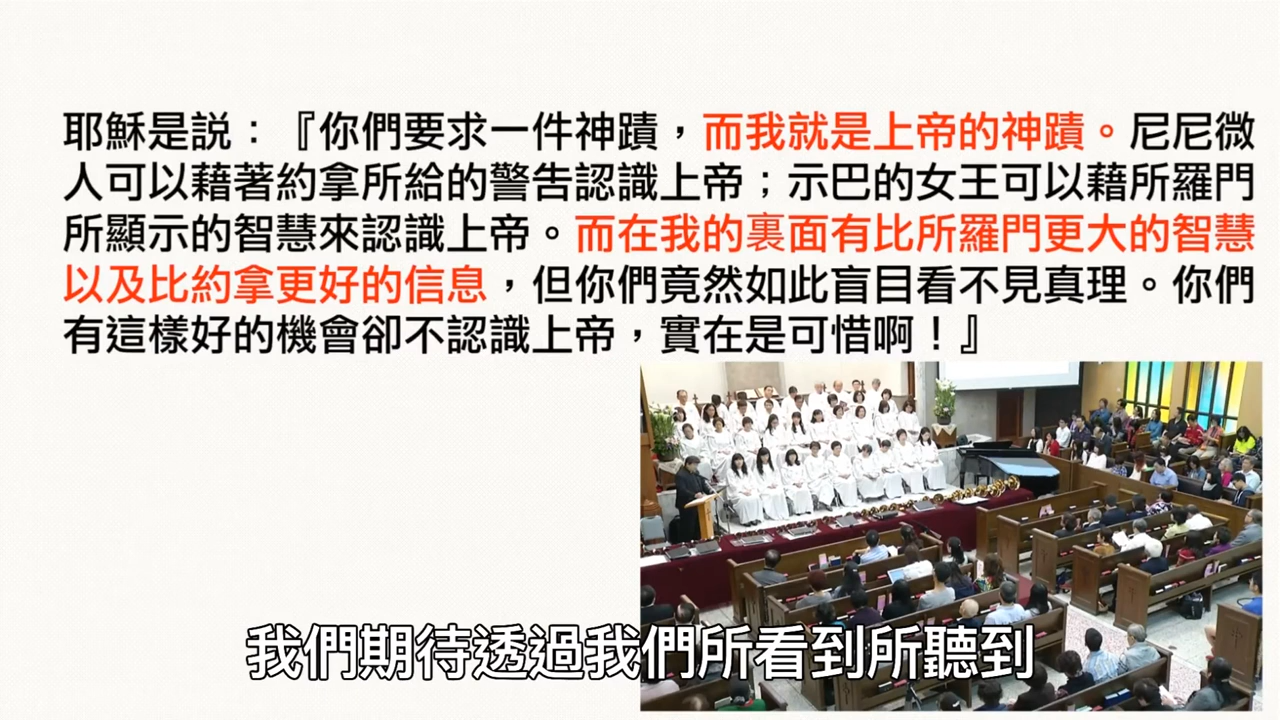 耶穌是説：『你們要求一件神蹟，而我就是上帝的神蹟。尼尼微
人可以藉著約拿所給的警告認識上帝；示巴的女王可以藉所羅門
所顯示的智慧來認識上帝。而在我的裏面有比所羅門更大的智慧
以及比約拿更好的信息，但你們竟然如此盲目看不見真理。你們
有這樣好的機會卻不認識上帝，實在是可惜啊！』
我們期待透過我們所看到所聽到